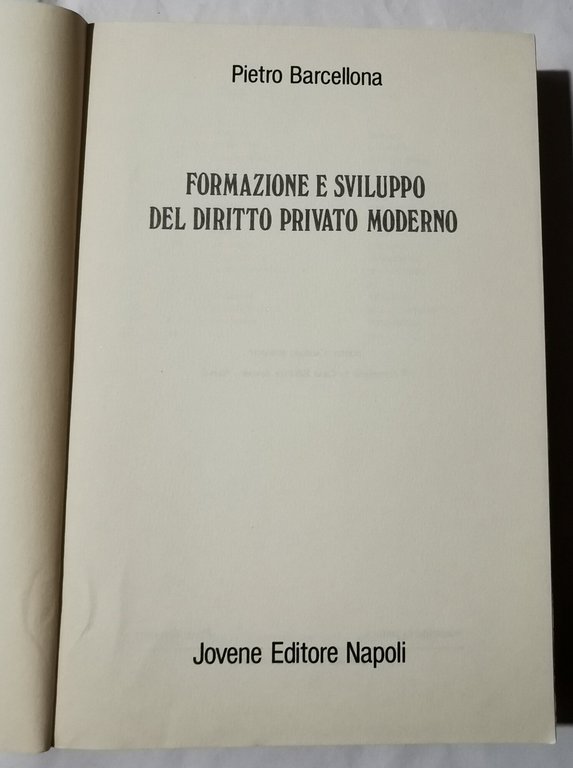 Pietro Barcellona
FORMAZIONE E SVILUPPO
DEL DIRITTO PRIVATO MODERNO
Jovene Editore Napoli